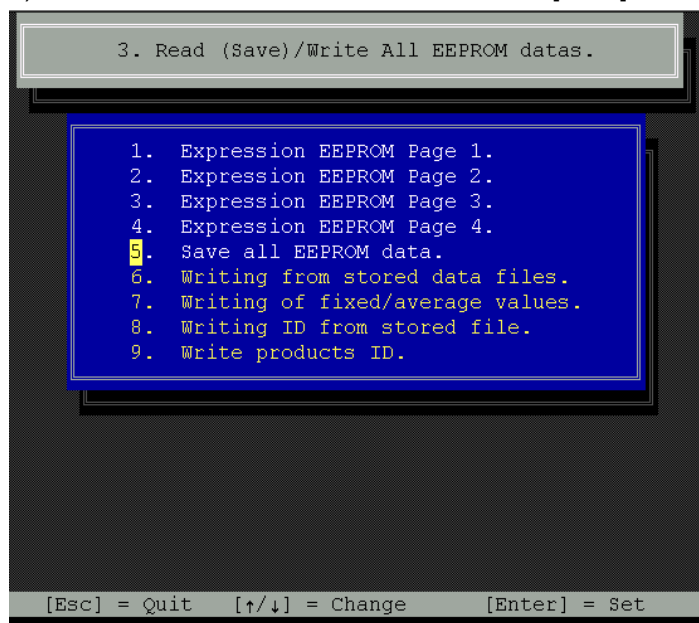 3. Read (Save)/Write All EEPROM datas.
1. Expression EEPROM Page 1.
2. Expression EEPROM Page 2.
3. Expression EEPROM Page 3.
4. Expression EEPROM Page 4.
5. Save all EEPROM data.
6. Writing from stored data files.
7. Writing of fixed/average values.
8. Writing ID from stored file.
9. Write products ID.
[Esc] = Quit [↑/↓] = Change [Enter] = Set